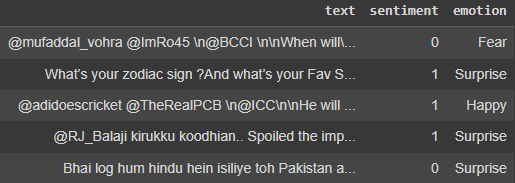 text sentiment emotion
@mufaddal_vohra @ImRo45 \n@BCCI \n\nWhen will\... 0 Fear
What’s your zodiac sign ?And what’s your Fav S... 1 Surprise
@adidoescricket @TheRealPCB \n@ICC\n\nHe will ... 1 Happy
@RJ_Balaji kirukku koodhian.. Spoiled the imp... 1 Surprise
Bhai log hum hindu hein isiliye toh Pakistan a... 0 Surprise